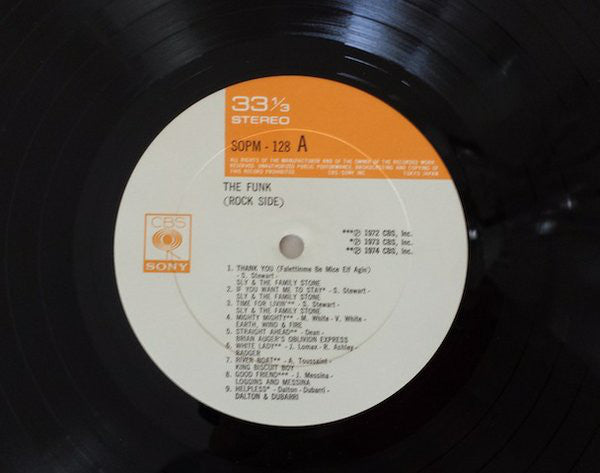 33 1/3
STEREO
SOPM - 128 A
ALL RIGHTS OF THE MANUFACTURER AND OF THE OWNER OF THE RECORDED WORK
RESERVED. UNAUTHORIZED PUBLIC PERFORMANCE, BROADCASTING AND COPYING OF
THIS RECORD PROHIBITED CBS/SONY INC. TOKYO JAPAN
THE FUNK
(ROCK SIDE)
CBS
SONY
***Ⓟ 1972 CBS, Inc.
*Ⓟ 1973 CBS, Inc.
**Ⓟ 1974 CBS, Inc.
1. THANK YOU (Falettinme Be Mice Elf Agin)
- S. Stewart-
SLY & THE FAMILY STONE
2. IF YOU WANT ME TO STAY* - S. Stewart -
SLY & THE FAMILY STONE
3. TIME FOR LIVIN'** - S. Stewart -
SLY & THE FAMILY STONE
4. MIGHTY MIGHTY** - M. White - V. White -
EARTH, WIND & FIRE
5. STRAIGHT AHEAD** - Dean -
BRIAN AUGER'S OBLIVION EXPRESS
6. WHITE LADY** - J. Lomax - R. Ashley -
BADGER
7. RIVER BOAT** - A. Toussaint -
KING BISCUIT BOY
8. GOOD FRIEND*** - J. Messina -
LOGGINS AND MESSINA
9. HELPLESS* - Dalton - Dubarri -
DALTON & DUBARRI